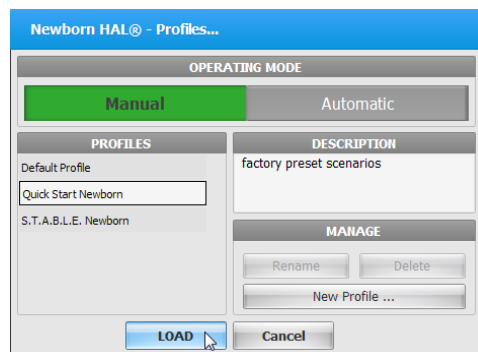 Newborn HAL® - Profiles...
OPERATING MODE
Manual
Automatic
PROFILES
Default Profile
Quick Start Newborn
S.T.A.B.L.E. Newborn
DESCRIPTION
factory preset scenarios
MANAGE
Rename
Delete
New Profile ...
LOAD
Cancel